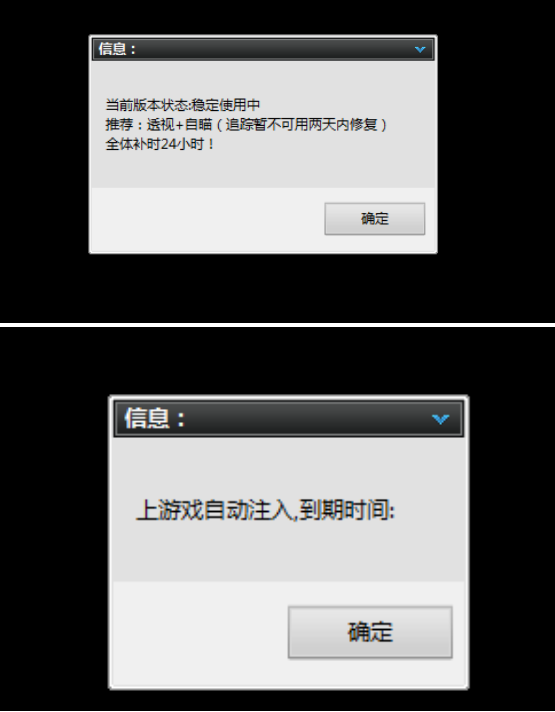 信息：
当前版本状态:稳定使用中
推荐：透视+自瞄（追踪暂不可用两天内修复）
全体补时24小时！
确定
信息：
上游戏自动注入,到期时间:
确定